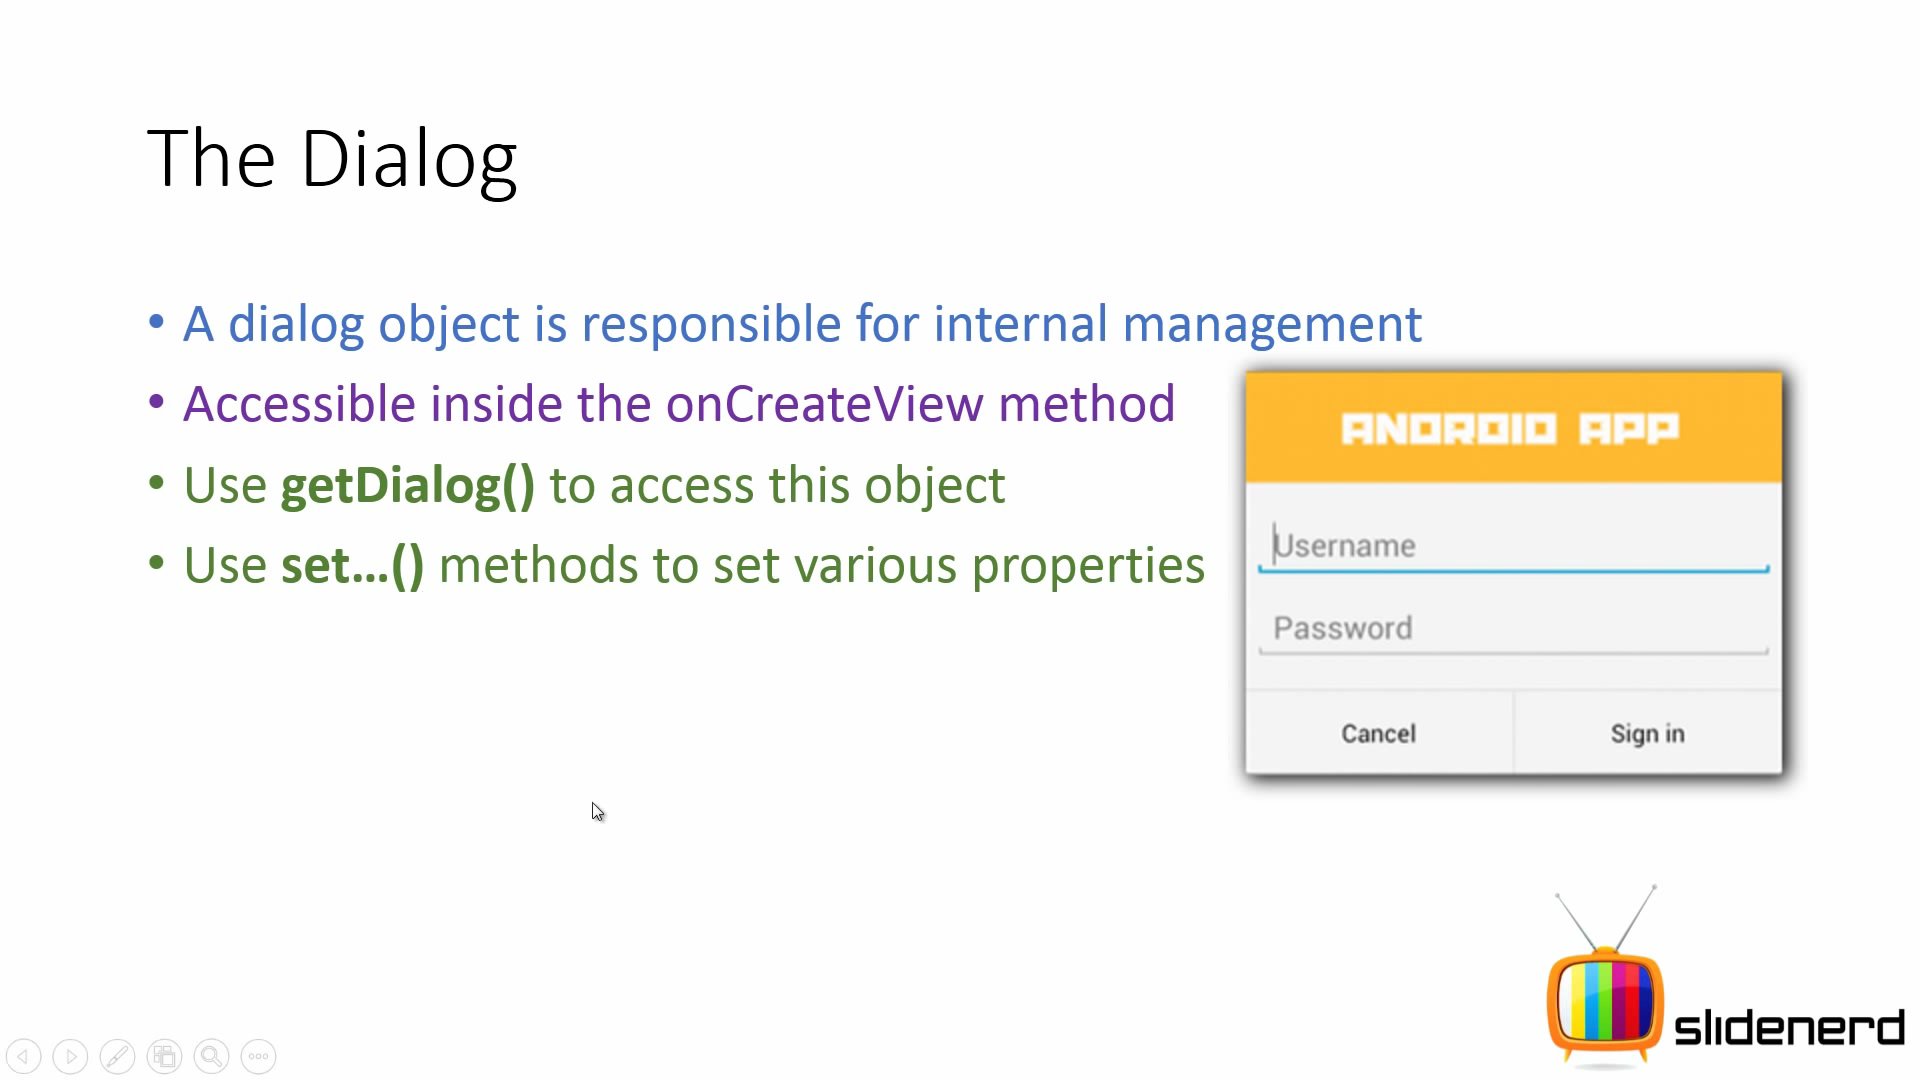 The Dialog
• A dialog object is responsible for internal management
• Accessible inside the onCreateView method
• Use getDialog() to access this object
• Use set...() methods to set various properties
ANDROID APP
Username
Password
Cancel
Sign in
slidenerd